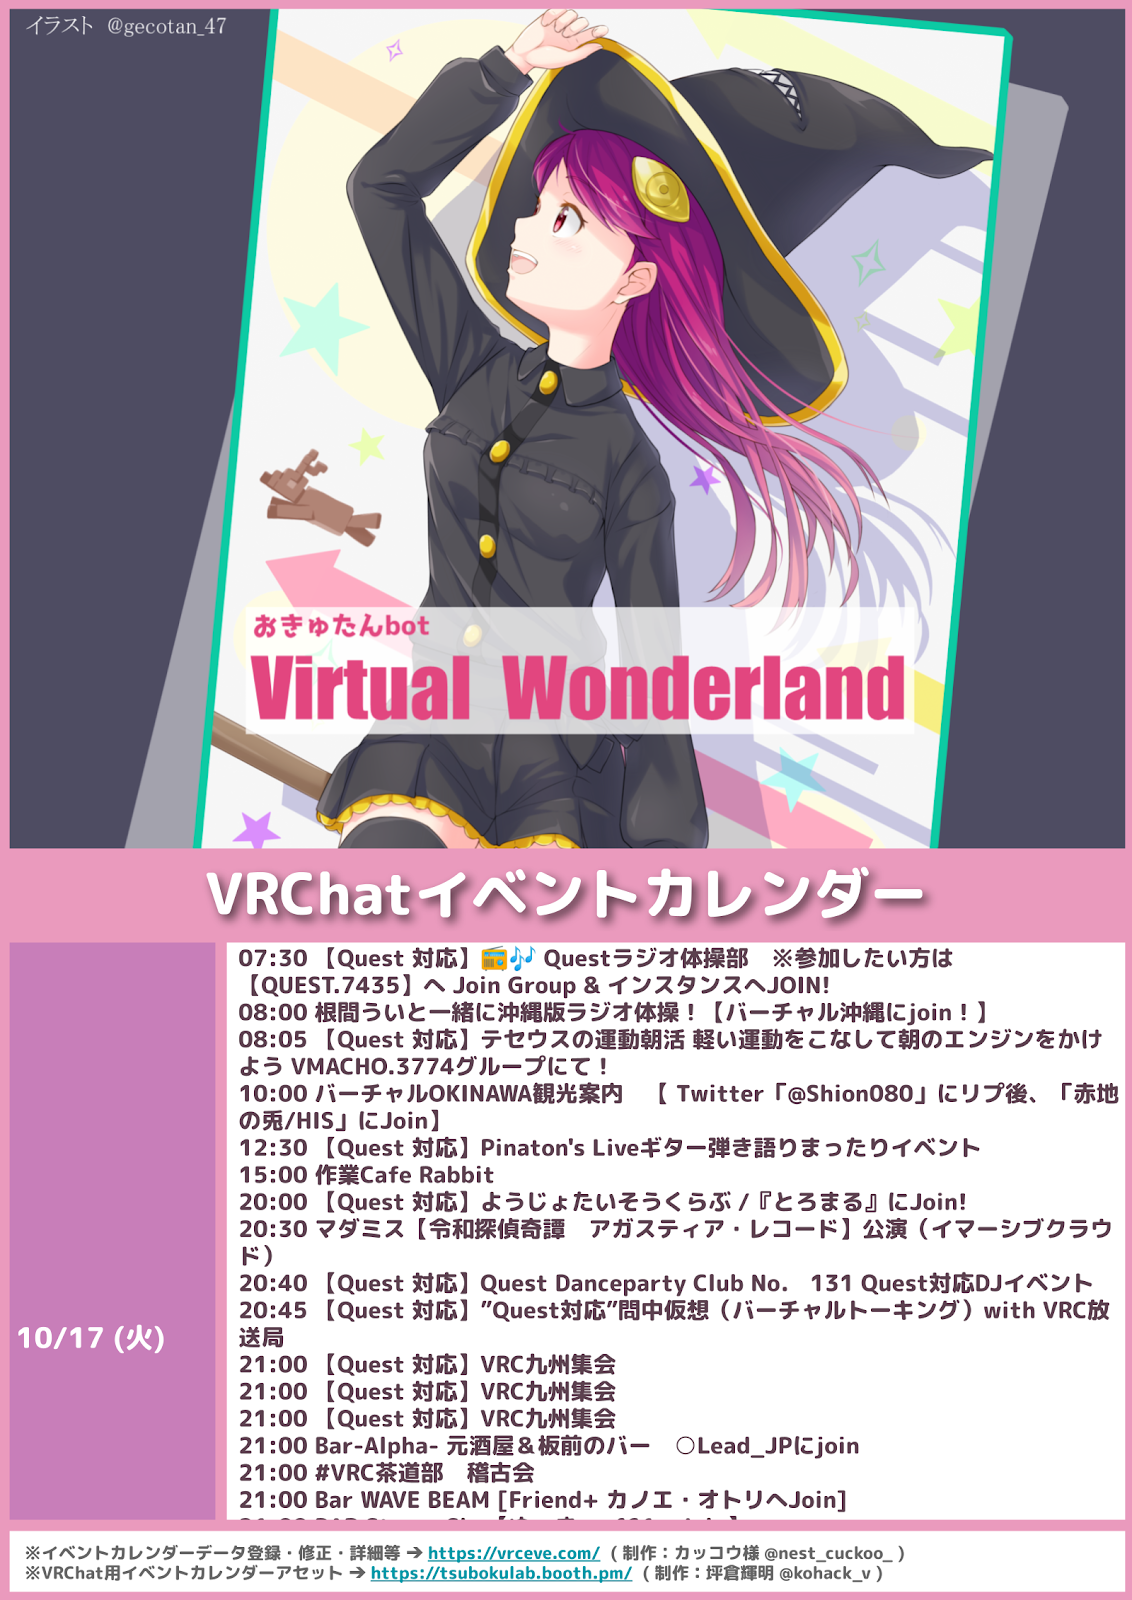 イラスト @gecotan_47
おきゅたんbot
Virtual Wonderland
VRChatイベントカレンダー
10/17 (火)
07:30 【Quest 対応】📻🎶 Questラジオ体操部　※参加したい方は
【QUEST.7435】へ Join Group & インスタンスへJOIN!
08:00 根間ういと一緒に沖縄版ラジオ体操！【バーチャル沖縄にjoin！】
08:05 【Quest 対応】テセウスの運動朝活 軽い運動をこなして朝のエンジンをかけ
よう VMACHO.3774グループにて！
10:00 バーチャルOKINAWA観光案内　【 Twitter「@Shion080」にリプ後、「赤地
の兎/HIS」にJoin】
12:30 【Quest 対応】Pinaton's Liveギター弾き語りまったりイベント
15:00 作業Cafe Rabbit
20:00 【Quest 対応】ようじょたいそうくらぶ /『とろまる』にJoin!
20:30 マダミス【令和探偵奇譚　アガスティア・レコード】公演（イマーシブクラウ
ド）
20:40 【Quest 対応】Quest Danceparty Club No.　131 Quest対応DJイベント
20:45 【Quest 対応】”Quest対応”問中仮想（バーチャルトーキング）with VRC放
送局
21:00 【Quest 対応】VRC九州集会
21:00 【Quest 対応】VRC九州集会
21:00 【Quest 対応】VRC九州集会
21:00 Bar-Alpha- 元酒屋＆板前のバー　○Lead_JPにjoin
21:00 #VRC茶道部　稽古会
21:00 Bar WAVE BEAM [Friend+ カノエ・オトリへJoin]
※イベントカレンダーデータ登録・修正・詳細等 ➔ https://vrceve.com/ ( 制作：カッコウ様 @nest_cuckoo_ )
※VRChat用イベントカレンダーアセット ➔ https://tsubokulab.booth.pm/ ( 制作：坪倉輝明 @kohack_v )